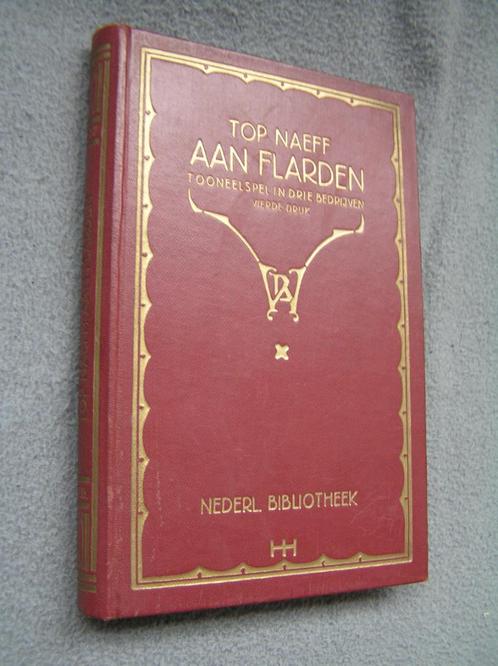 TOP NAEFF
AAN FLARDEN
TOONEELSPEL IN DRIE BEDRIJVEN
VIERDE DRUK
NEDERL. BIBLIOTHEEK